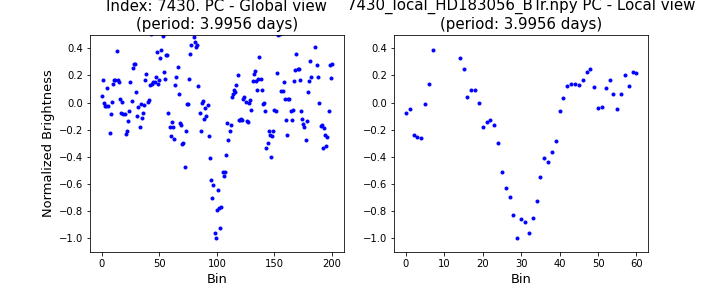 Index: 7430. PC - Global view
(period: 3.9956 days)
7430_local_HD183056_BTr.npy PC - Local view
(period: 3.9956 days)
Normalized Brightness
0.4
0.2
0.0
−0.2
−0.4
−0.6
−0.8
−1.0
0 50 100 150 200
Bin
0.4
0.2
0.0
−0.2
−0.4
−0.6
−0.8
−1.0
0 10 20 30 40 50 60
Bin